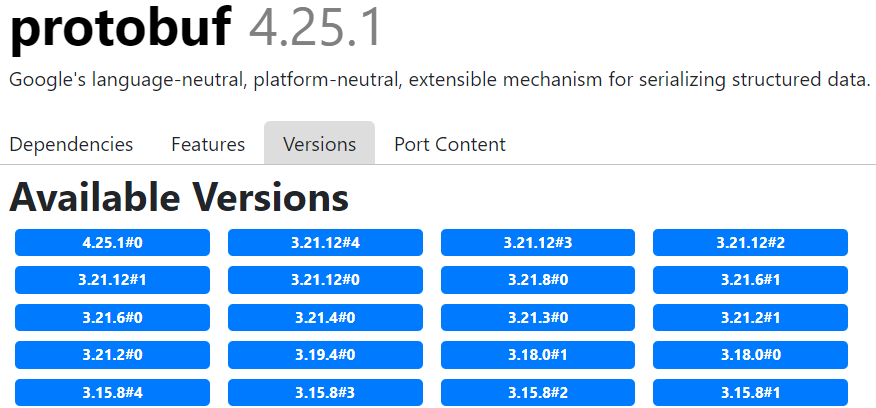 protobuf 4.25.1
Google's language-neutral, platform-neutral, extensible mechanism for serializing structured data.
Dependencies Features Versions Port Content
Available Versions
4.25.1#0 3.21.12#4 3.21.12#3 3.21.12#2
3.21.12#1 3.21.12#0 3.21.8#0 3.21.6#1
3.21.6#0 3.21.4#0 3.21.3#0 3.21.2#1
3.21.2#0 3.19.4#0 3.18.0#1 3.18.0#0
3.15.8#4 3.15.8#3 3.15.8#2 3.15.8#1